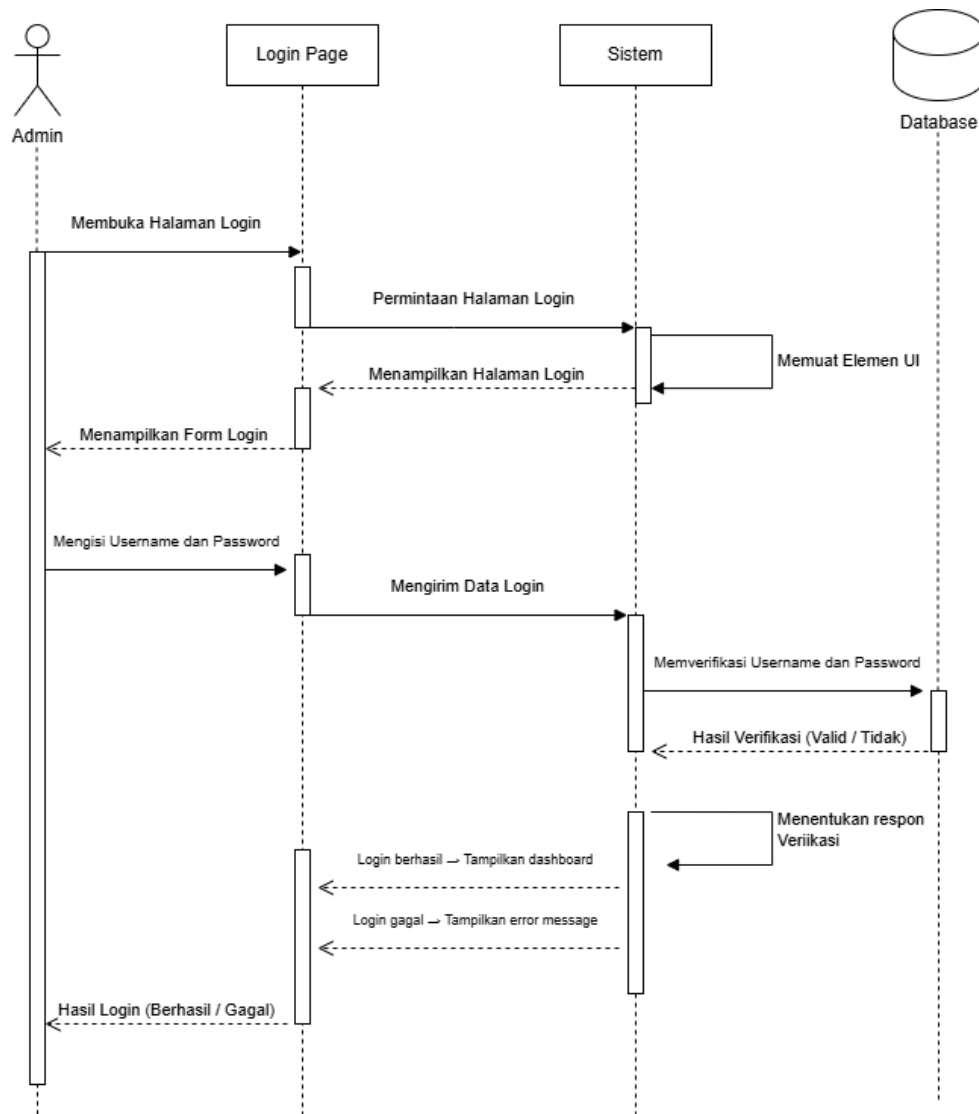 Login Page
Sistem
Admin
Database
Membuka Halaman Login
Permintaan Halaman Login
Memuat Elemen UI
Menampilkan Halaman Login
Menampilkan Form Login
Mengisi Username dan Password
Mengirim Data Login
Memverifikasi Username dan Password
Hasil Verifikasi (Valid / Tidak)
Menentukan respon
Veriikasi
Login berhasil → Tampilkan dashboard
Login gagal → Tampilkan error message
Hasil Login (Berhasil / Gagal)